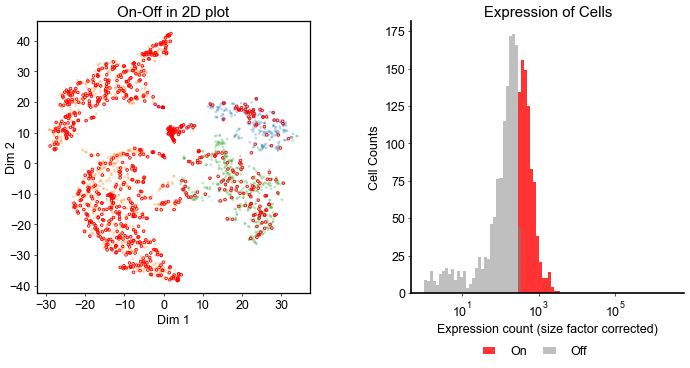 On-Off in 2D plot
Dim 2
40
30
20
10
0
−10
−20
−30
−40
−30 −20 −10 0 10 20 30
Dim 1
Expression of Cells
Cell Counts
175
150
125
100
75
50
25
0
10¹ 10³ 10⁵
Expression count (size factor corrected)
On Off